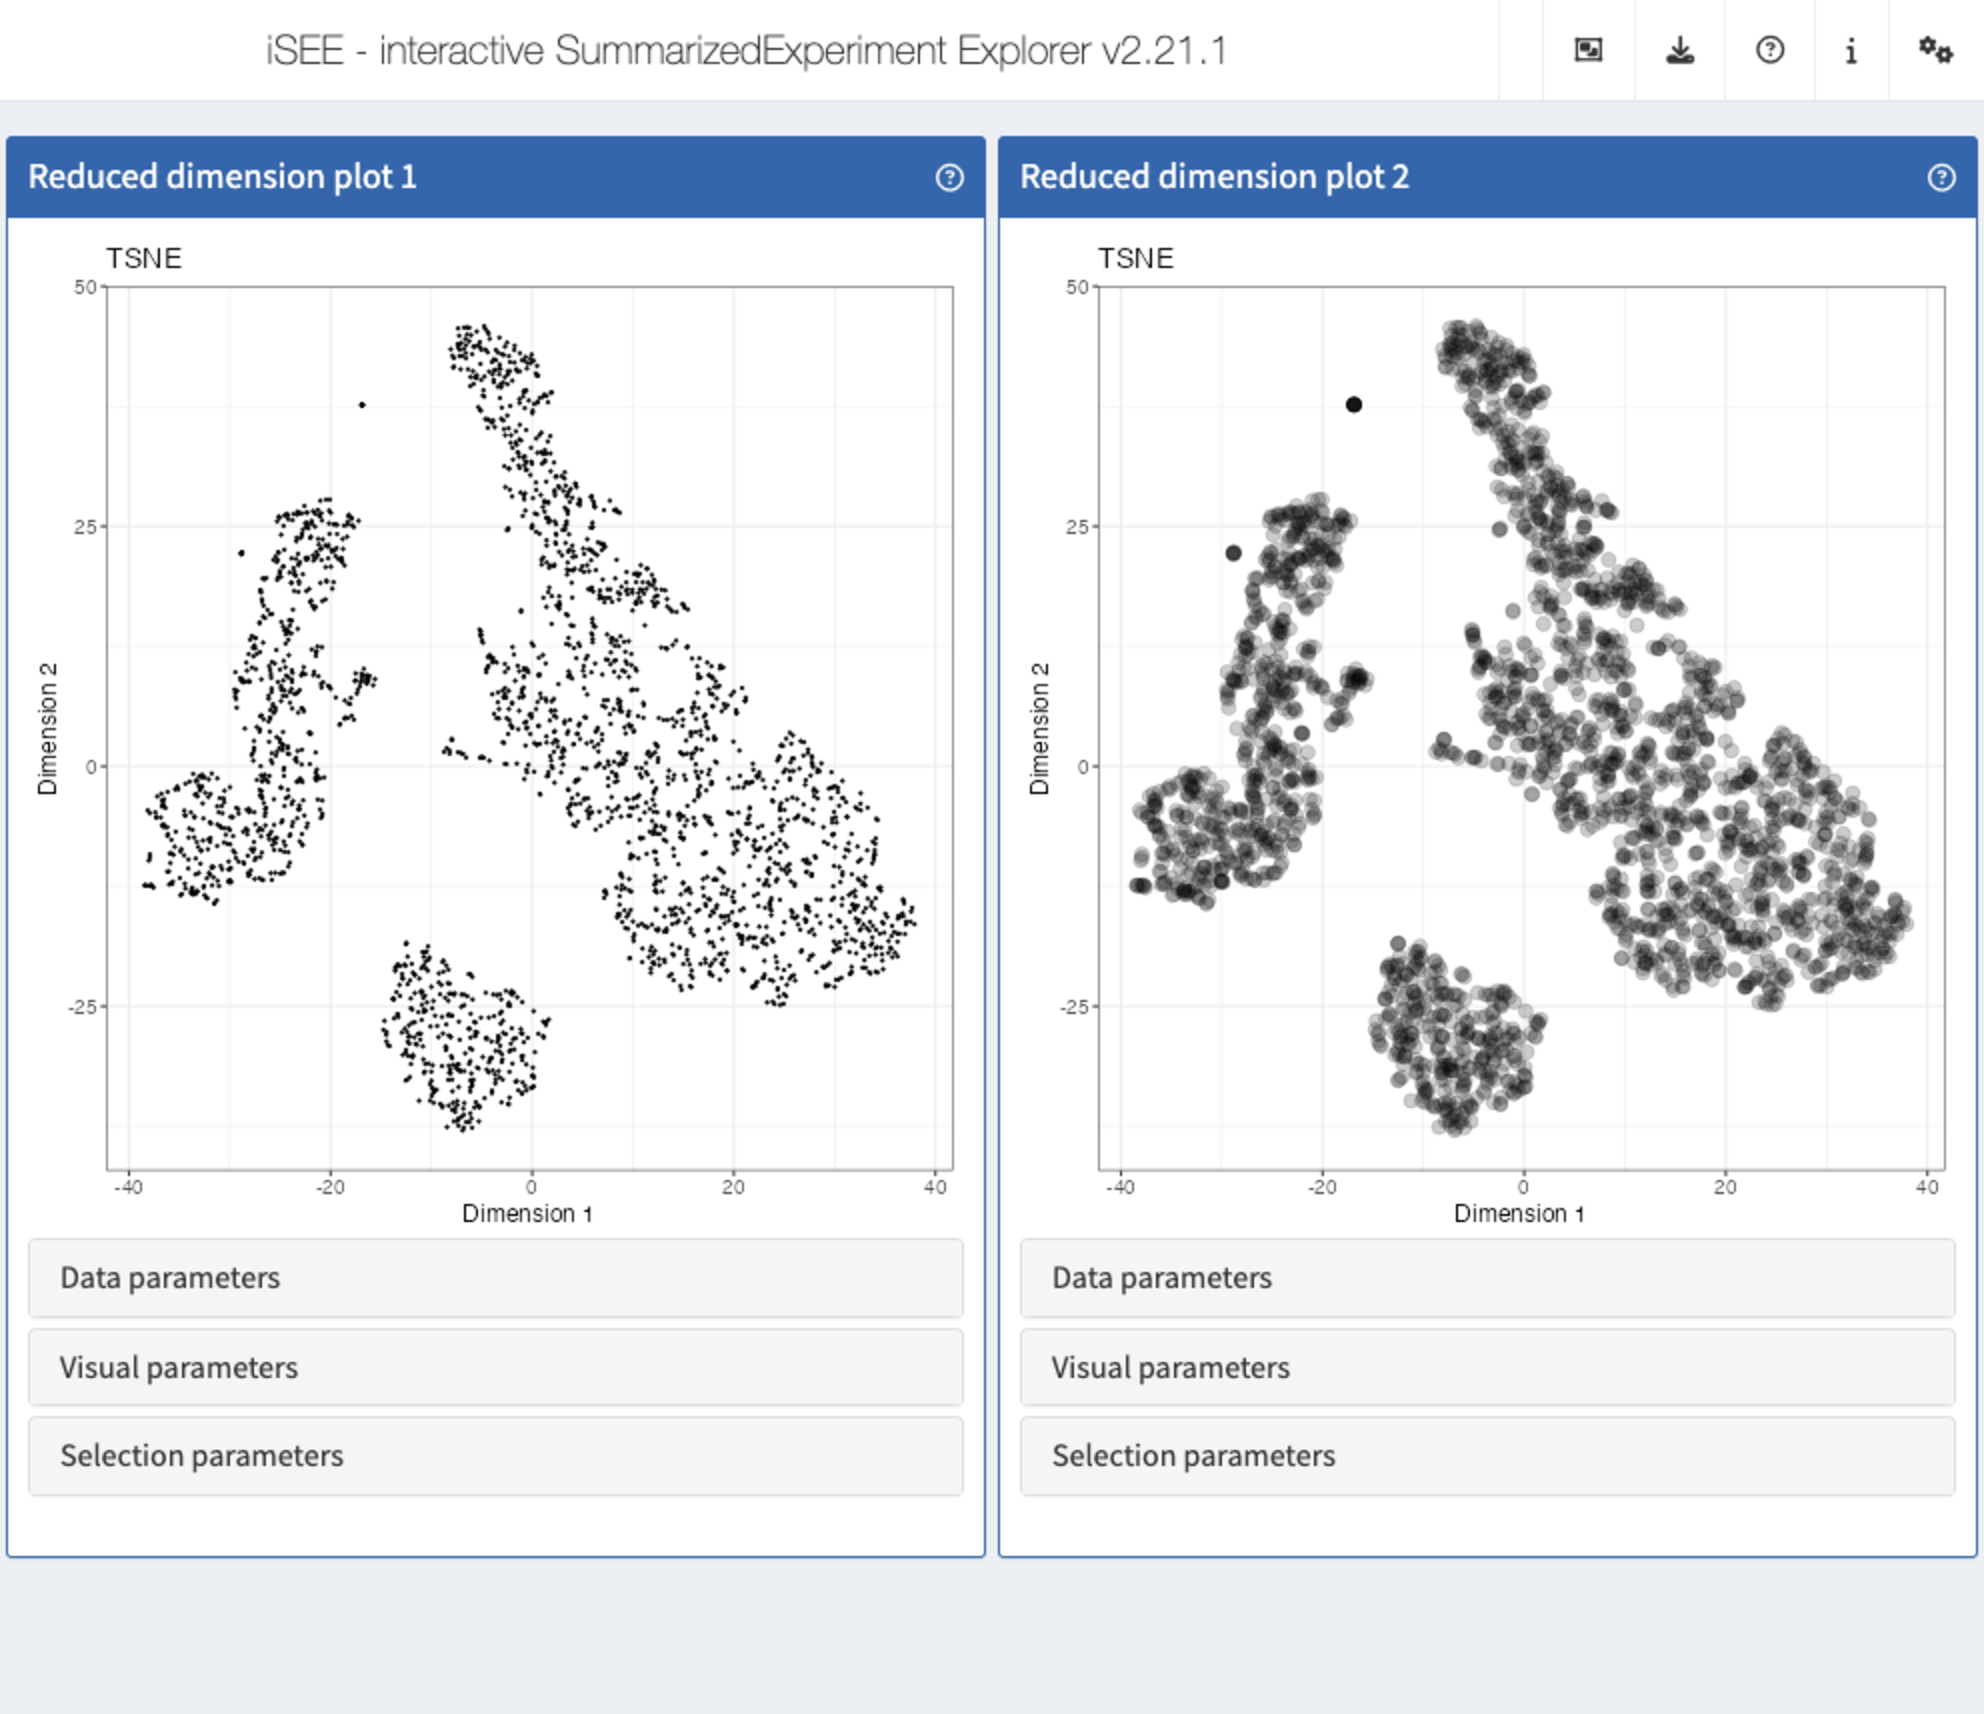 iSEE - interactive SummarizedExperiment Explorer v2.21.1
Reduced dimension plot 1
TSNE
50
25
0
-25
Dimension 2
-40 -20 0 20 40
Dimension 1
Data parameters
Visual parameters
Selection parameters
Reduced dimension plot 2
TSNE
50
25
0
-25
Dimension 2
-40 -20 0 20 40
Dimension 1
Data parameters
Visual parameters
Selection parameters